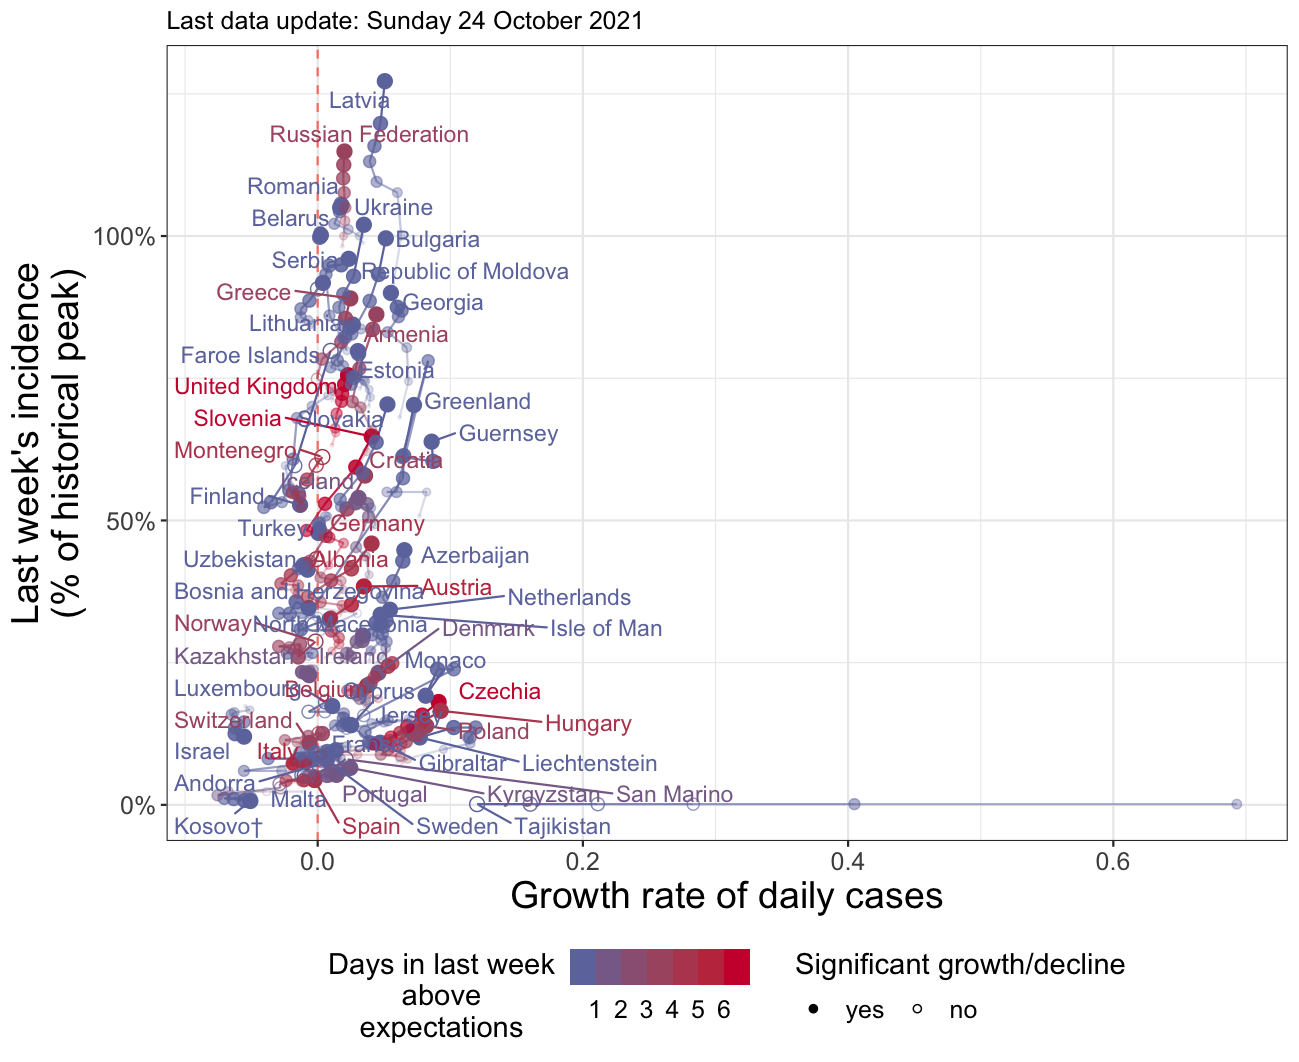 Last data update: Sunday 24 October 2021
Last week's incidence
(% of historical peak)
100%
50%
0%
Latvia
Russian Federation
Romania
Ukraine
Belarus
Bulgaria
Serbia
Republic of Moldova
Greece
Georgia
Lithuania
Armenia
Faroe Islands
Estonia
United Kingdom
Greenland
Slovenia
Slovakia
Guernsey
Montenegro
Croatia
Iceland
Finland
Turkey
Germany
Uzbekistan
Albania
Azerbaijan
Bosnia and Herzegovina
Austria
Netherlands
Norway
North Macedonia
Denmark
Isle of Man
Kazakhstan
Ireland
Monaco
Luxembourg
Belgium
Cyprus
Czechia
Switzerland
Jersey
Hungary
Poland
Israel
Italy
France
Gibraltar
Liechtenstein
Andorra
Malta
Portugal
Kyrgyzstan
San Marino
Kosovo†
Spain
Sweden
Tajikistan
0.0
0.2
0.4
0.6
Growth rate of daily cases
Days in last week
above
expectations
1 2 3 4 5 6
Significant growth/decline
yes
no